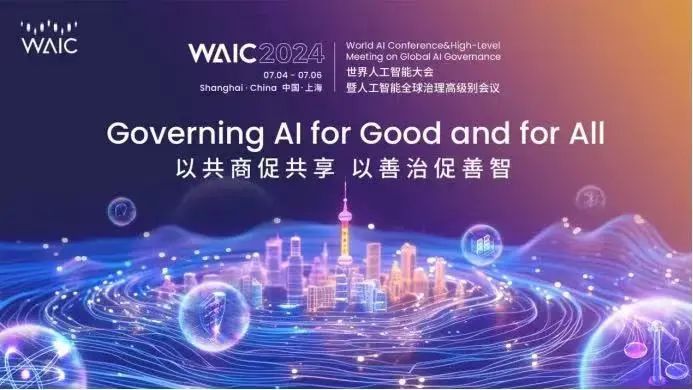 WAIC
WAIC 2024
07.04 - 07.06
Shanghai · China 中国 · 上海
World AI Conference&High-Level
Meeting on Global AI Governance
世界人工智能大会
暨人工智能全球治理高级别会议
Governing AI for Good and for All
以共商促共享 以善治促善智